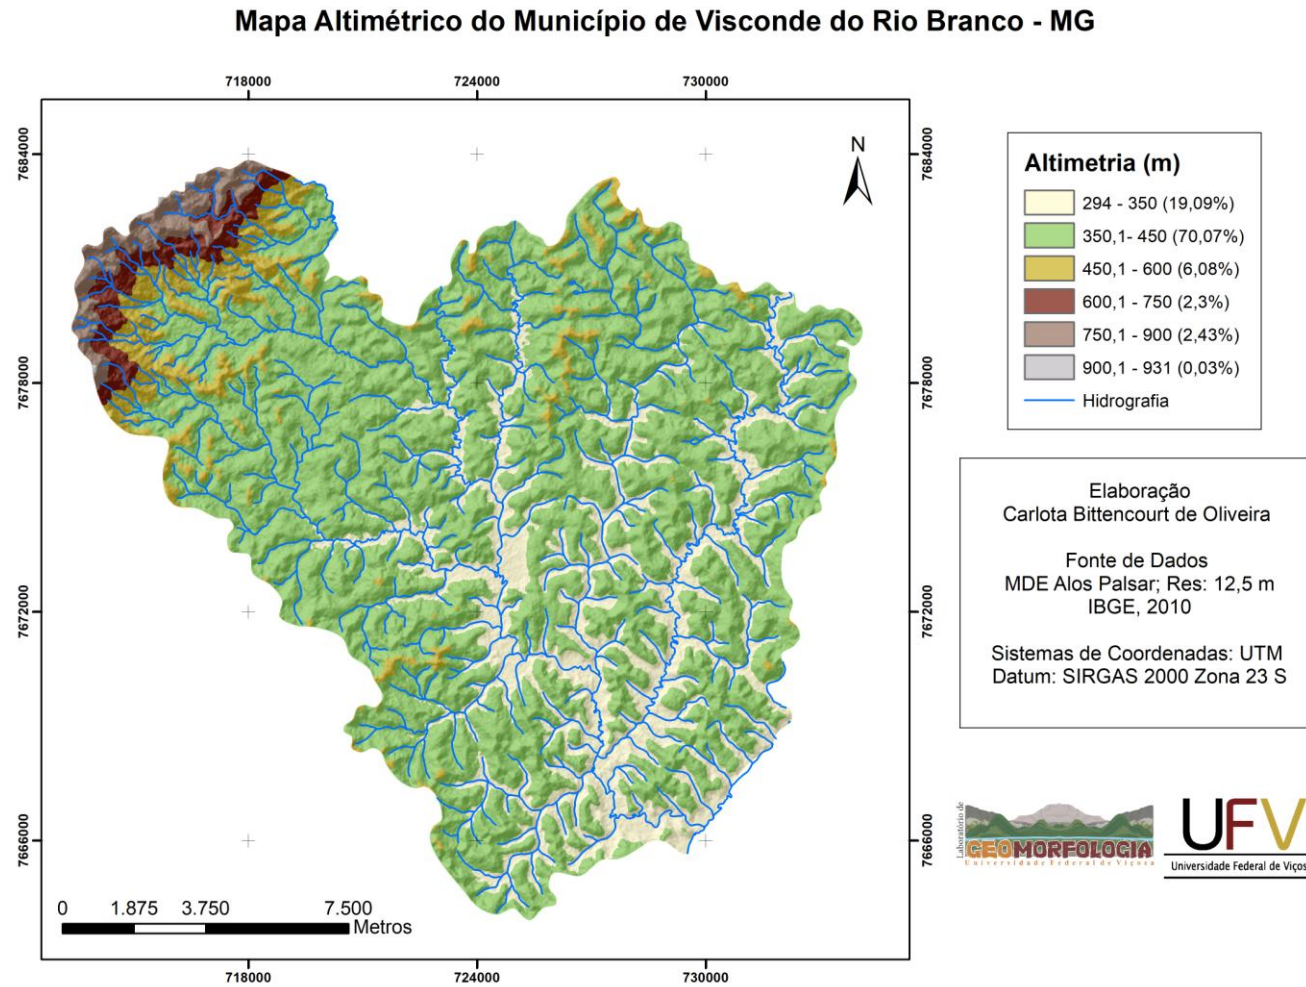 Mapa Altimétrico do Município de Visconde do Rio Branco - MG
718000
724000
730000
7684000
7684000
N
7678000
7678000
7672000
7672000
7666000
7666000
0
1.875
3.750
7.500
Metros
718000
724000
730000
Altimetria (m)
294 - 350 (19,09%)
350,1- 450 (70,07%)
450,1 - 600 (6,08%)
600,1 - 750 (2,3%)
750,1 - 900 (2,43%)
900,1 - 931 (0,03%)
Hidrografia
Elaboração
Carlota Bittencourt de Oliveira
Fonte de Dados
MDE Alos Palsar; Res: 12,5 m
IBGE, 2010
Sistemas de Coordenadas: UTM
Datum: SIRGAS 2000 Zona 23 S
Laboratório de
GEOMORFOLOGIA
Universidade Federal de Viçosa
UFV
Universidade Federal de Viços